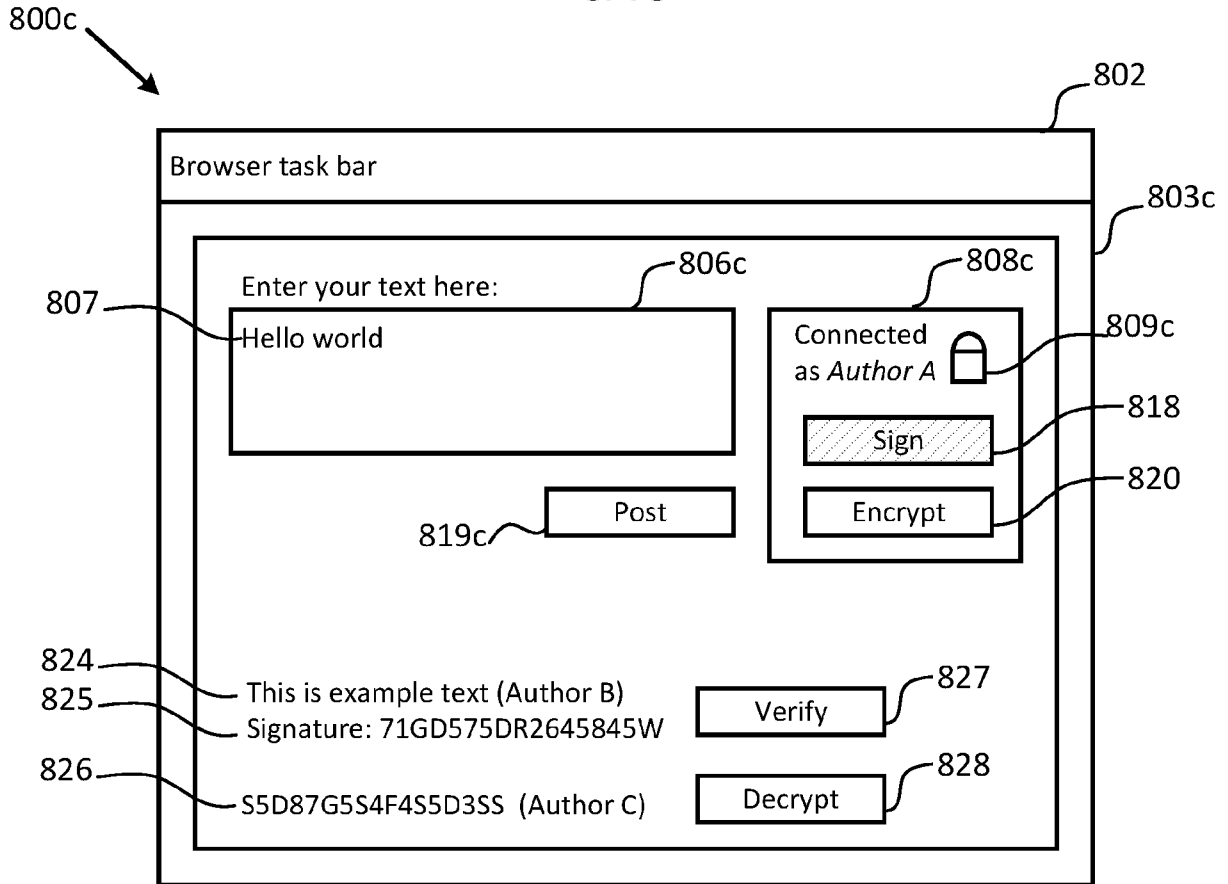 800c
802
Browser task bar
803c
806c
808c
Enter your text here:
807
Hello world
Connected
as Author A
809c
Sign
818
Post
819c
Encrypt
820
824
This is example text (Author B)
827
825
Signature: 71GD575DR2645845W
Verify
826
S5D87G5S4F4S5D3SS (Author C)
828
Decrypt